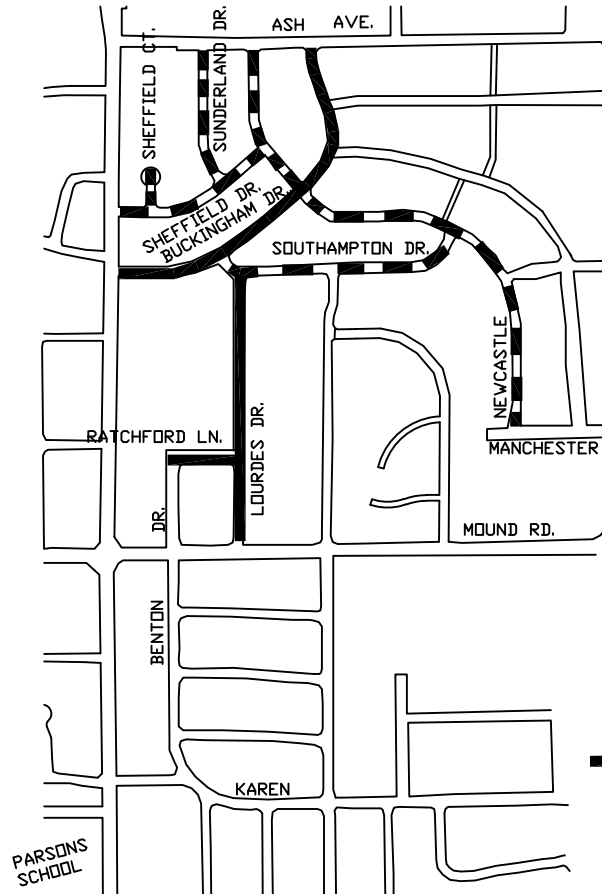 ASH AVE.
SHEFFIELD CT.
SUNDERLAND DR.
SHEFFIELD DR.
BUCKINGHAM DR.
SOUTHAMPTON DR.
NEWCASTLE
RATCHFORD LN.
LOURDES DR.
MANCHESTER
DR.
MOUND RD.
BENTON
KAREN
PARSONS
SCHOOL